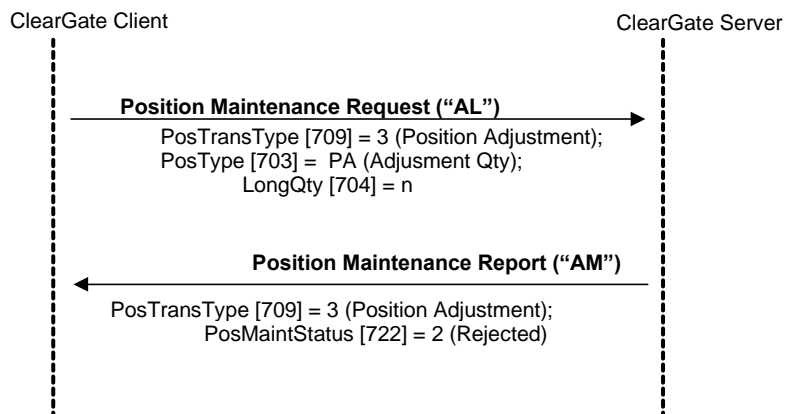 ClearGate Client
ClearGate Server
Position Maintenance Request (“AL”)
PosTransType [709] = 3 (Position Adjustment);
PosType [703] = PA (Adjusment Qty);
LongQty [704] = n
Position Maintenance Report (“AM”)
PosTransType [709] = 3 (Position Adjustment);
PosMaintStatus [722] = 2 (Rejected)